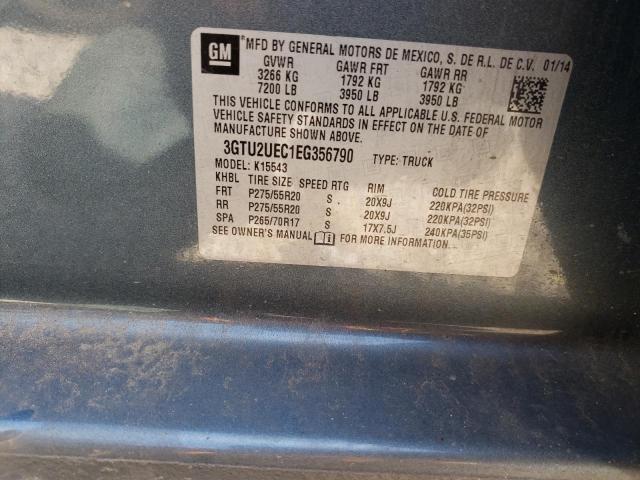 GM
MFD BY GENERAL MOTORS DE MEXICO, S. DE R.L. DE C.V. 01/14
GVWR GAWR FRT GAWR RR
3266 KG 1792 KG 1792 KG
7200 LB 3950 LB 3950 LB
THIS VEHICLE CONFORMS TO ALL APPLICABLE U.S. FEDERAL MOTOR
VEHICLE SAFETY STANDARDS IN EFFECT ON THE DATE OF
MANUFACTURE SHOWN ABOVE.
3GTU2UEC1EG356790 TYPE: TRUCK
MODEL: K15543
KHBL TIRE SIZE SPEED RTG RIM COLD TIRE PRESSURE
FRT P275/55R20 S 20X9J 220KPA(32PSI)
RR P275/55R20 S 20X9J 220KPA(32PSI)
SPA P265/70R17 S 17X7.5J 240KPA(35PSI)
SEE OWNER'S MANUAL FOR MORE INFORMATION.